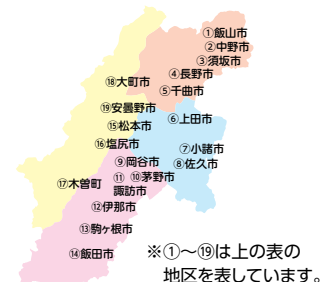 ①飯山市
②中野市
③須坂市
④長野市
⑤千曲市
⑱大町市
⑲安曇野市
⑥上田市
⑮松本市
⑯塩尻市
⑦小諸市
⑧佐久市
⑨岡谷市
⑩茅野市
⑪諏訪市
⑰木曽町
⑫伊那市
⑬駒ヶ根市
⑭飯田市
※①～⑲は上の表の
地区を表しています。